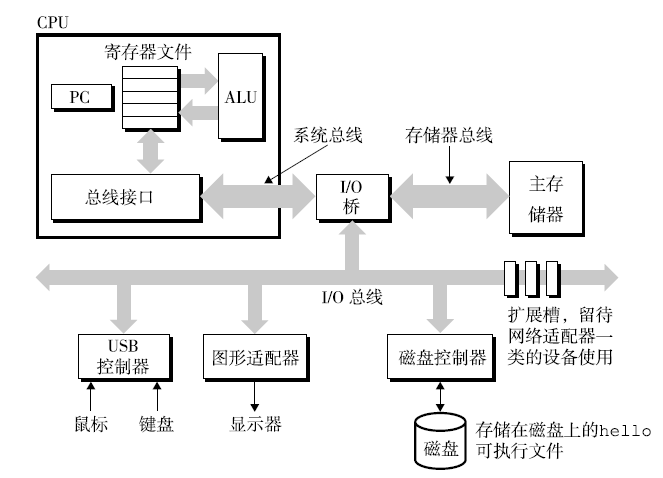 CPU
寄存器文件
PC
ALU
系统总线
存储器总线
总线接口
I/O
桥
主存
储器
I/O 总线
扩展槽，留待
网络适配器一
类的设备使用
USB
控制器
图形适配器
磁盘控制器
鼠标
键盘
显示器
磁盘
存储在磁盘上的hello
可执行文件